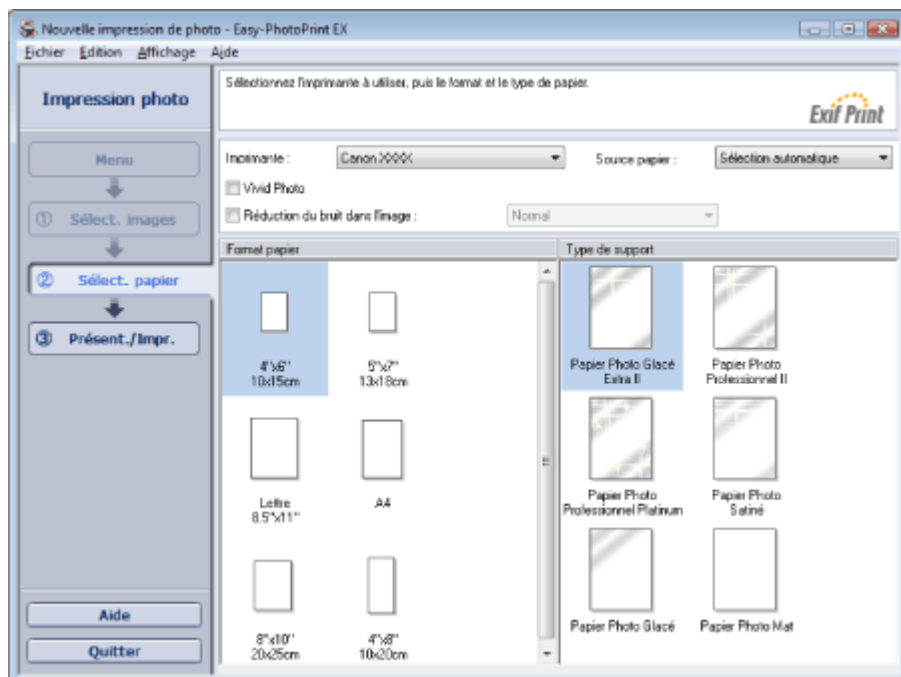 Nouvelle impression de photo - Easy-PhotoPrint EX
Fichier Edition Affichage Aide
Impression photo
Sélectionnez l'imprimante à utiliser, puis le format et le type de papier.
Exif Print
Menu
① Sélect. images
② Sélect. papier
③ Présent./Impr.
Aide
Quitter
Imprimante : Canon XXXX Source papier : Sélection automatique
Vivid Photo
Réduction du bruit dans l'image : Normal
Format papier
4"x6"
10x15cm
5"x7"
13x18cm
Lettre
8.5"x11"
A4
8"x10"
20x25cm
4"x8"
10x20cm
Type de support
Papier Photo Glacé
Extra II
Papier Photo
Professionnel II
Papier Photo
Professionnel Platinum
Papier Photo
Satiné
Papier Photo Glacé
Papier Photo Mat